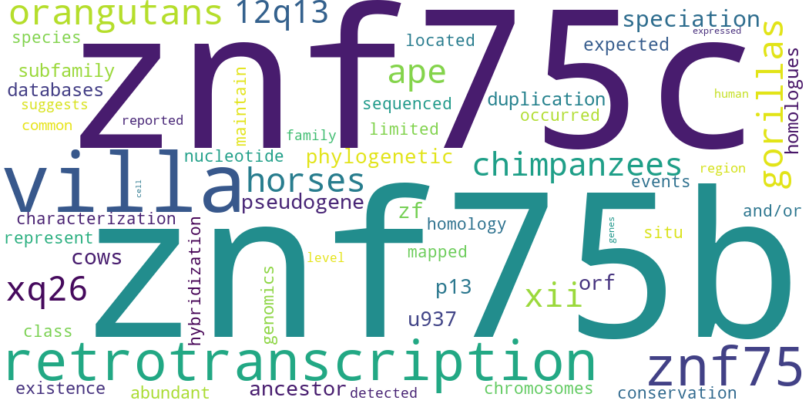 orangutans 12q13 speciation
expressed
species located expected
znf75c
subfamily ape
databases sequenced duplication
suggests reported maintain occurred
common family limited
human
gorillas
homologues
nucleotide phylogenetic chimpanzees region
villa horses events
cell
pseudogene
characterization zf homology and/or
znf75b
represent genes situ
hybridization
cows level mapped
genomics
xq26 p13 xii orf
u937
class
retrotranscription znf75
existence abundant ancestor detected chromosomes conservation